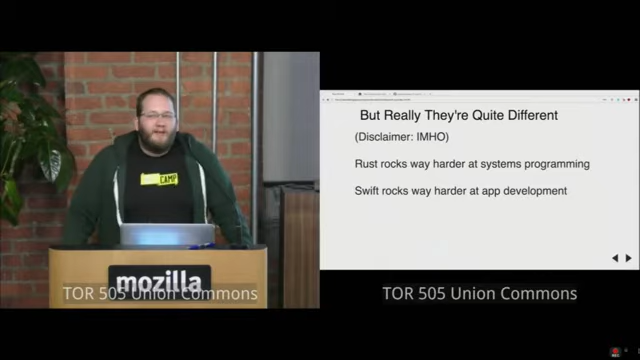 CAMP
mozilla
TOR 505 Union Commons
But Really They're Quite Different
(Disclaimer: IMHO)
Rust rocks way harder at systems programming
Swift rocks way harder at app development
TOR 505 Union Commons